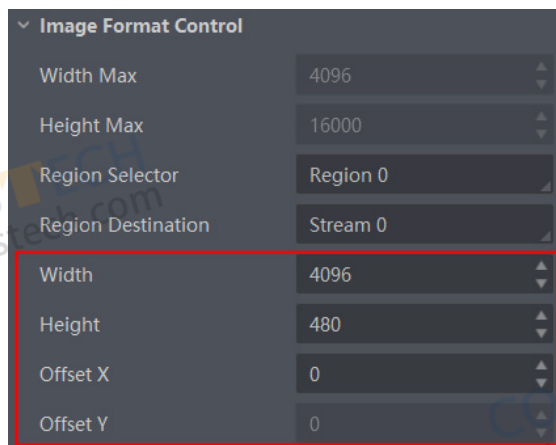 Image Format Control
Width Max 4096
Height Max 16000
Region Selector Region 0
Region Destination Stream 0
Width 4096
Height 480
Offset X 0
Offset Y 0